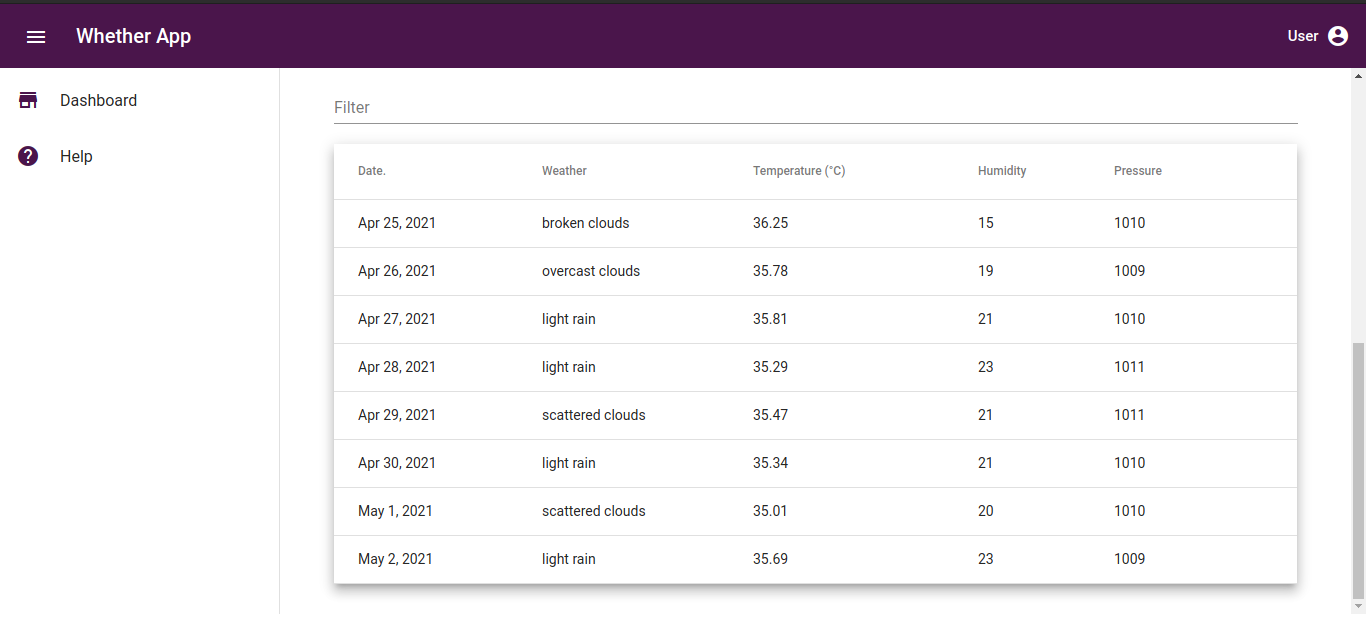 Whether App
User
Dashboard
Help
Filter
Date. Weather Temperature (°C) Humidity Pressure
Apr 25, 2021 broken clouds 36.25 15 1010
Apr 26, 2021 overcast clouds 35.78 19 1009
Apr 27, 2021 light rain 35.81 21 1010
Apr 28, 2021 light rain 35.29 23 1011
Apr 29, 2021 scattered clouds 35.47 21 1011
Apr 30, 2021 light rain 35.34 21 1010
May 1, 2021 scattered clouds 35.01 20 1010
May 2, 2021 light rain 35.69 23 1009